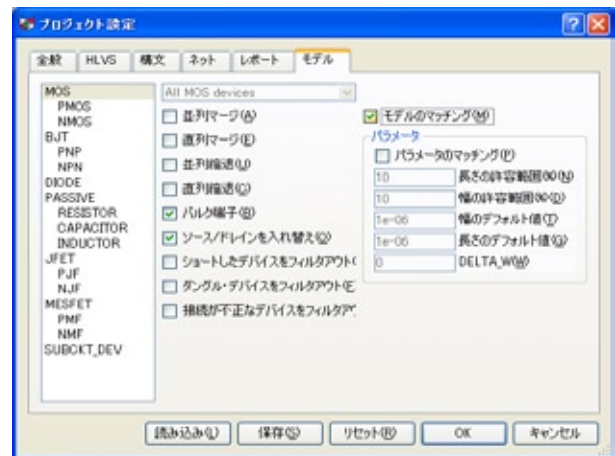 プロジェクト設定
全般 HLVS 構文 ネット レポート モデル
MOS
PMOS
NMOS
BJT
PNP
NPN
DIODE
PASSIVE
RESISTOR
CAPACITOR
INDUCTOR
JFET
PJF
NJF
MESFET
PMF
NMF
SUBCKT_DEV
All MOS devices
並列マージ(A)
直列マージ(E)
並列縮退(U)
直列縮退(C)
バルク端子(B)
ソース/ドレインを入れ替え(Q)
ショートしたデバイスをフィルタアウト(
ダングル・デバイスをフィルタアウト(E
接続が不正なデバイスをフィルタア
モデルのマッチング(M)
パラメータ
パラメータのマッチング(P)
10 長さの許容範囲(%)(N)
10 幅の許容範囲(%)(D)
1e-06 幅のデフォルト値(T)
1e-06 長さのデフォルト値(G)
0 DELTA_W(W)
読み込み(L) 保存(S) リセット(R) OK キャンセル